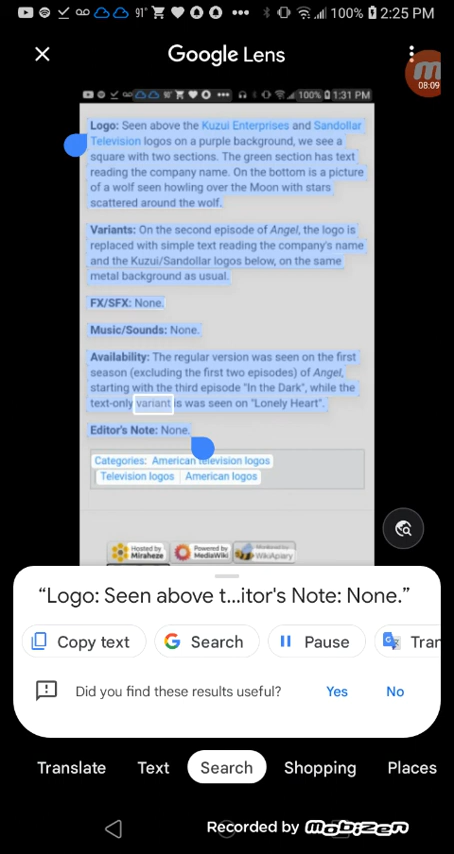 91° 100% 2:25 PM
Google Lens
08:09
100% 1:31 PM
Logo: Seen above the Kuzui Enterprises and Sandollar
Television logos on a purple background, we see a
square with two sections. The green section has text
reading the company name. On the bottom is a picture
of a wolf seen howling over the Moon with stars
scattered around the wolf.
Variants: On the second episode of Angel, the logo is
replaced with simple text reading the company's name
and the Kuzui/Sandollar logos below, on the same
metal background as usual.
FX/SFX: None.
Music/Sounds: None.
Availability: The regular version was seen on the first
season (excluding the first two episodes) of Angel,
starting with the third episode "In the Dark", while the
text-only variant is was seen on "Lonely Heart".
Editor's Note: None.
Categories: American television logos
Television logos American logos
Hosted by
Miraheze
Powered by
MediaWiki
WikiApiary
“Logo: Seen above t...itor's Note: None.”
Copy text Search Pause Tran
Did you find these results useful? Yes No
Translate Text Search Shopping Places
Recorded by mobizen